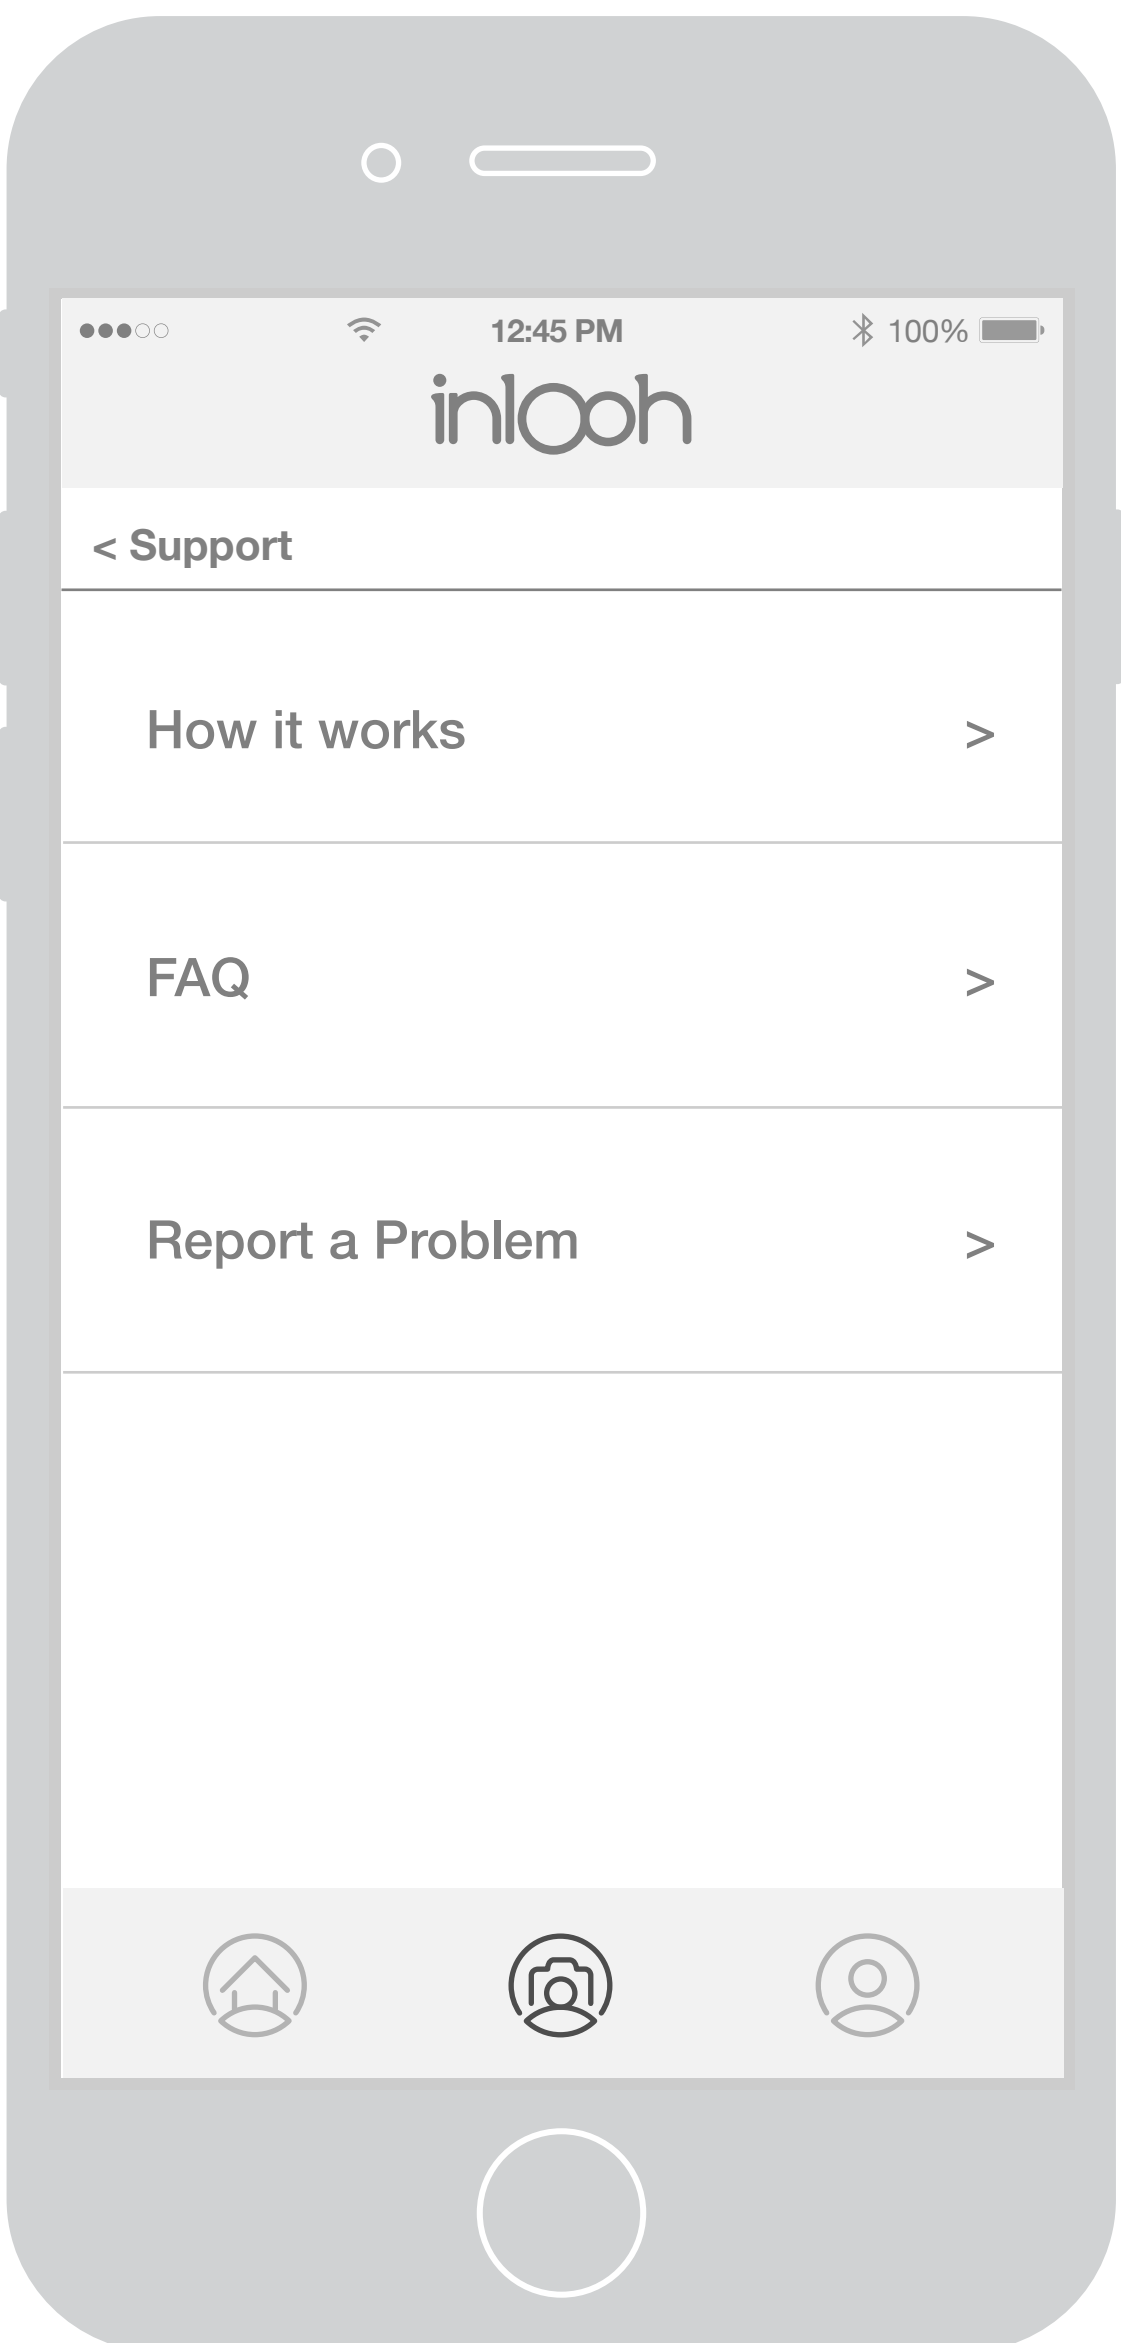 12:45 PM 100%
inlooh
< Support
How it works >
FAQ >
Report a Problem >